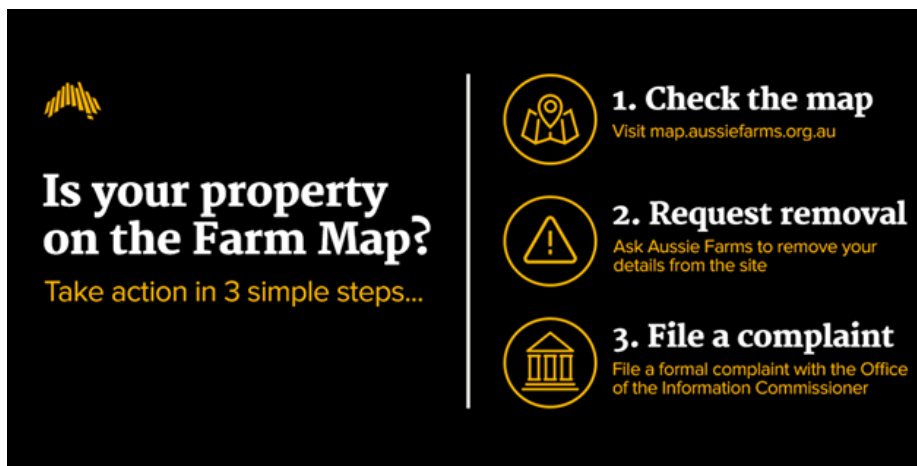 Is your property
on the Farm Map?
Take action in 3 simple steps...
1. Check the map
Visit map.aussiefarms.org.au
2. Request removal
Ask Aussie Farms to remove your
details from the site
3. File a complaint
File a formal complaint with the Office
of the Information Commissioner